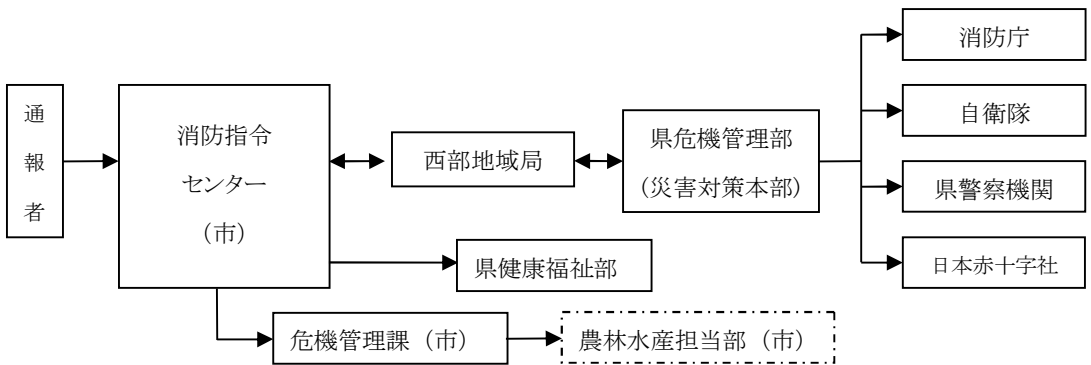 通報者
消防指令
センター
(市)
西部地域局
県危機管理部
(災害対策本部)
消防庁
自衛隊
県警察機関
日本赤十字社
県健康福祉部
危機管理課 (市)
農林水産担当部 (市)